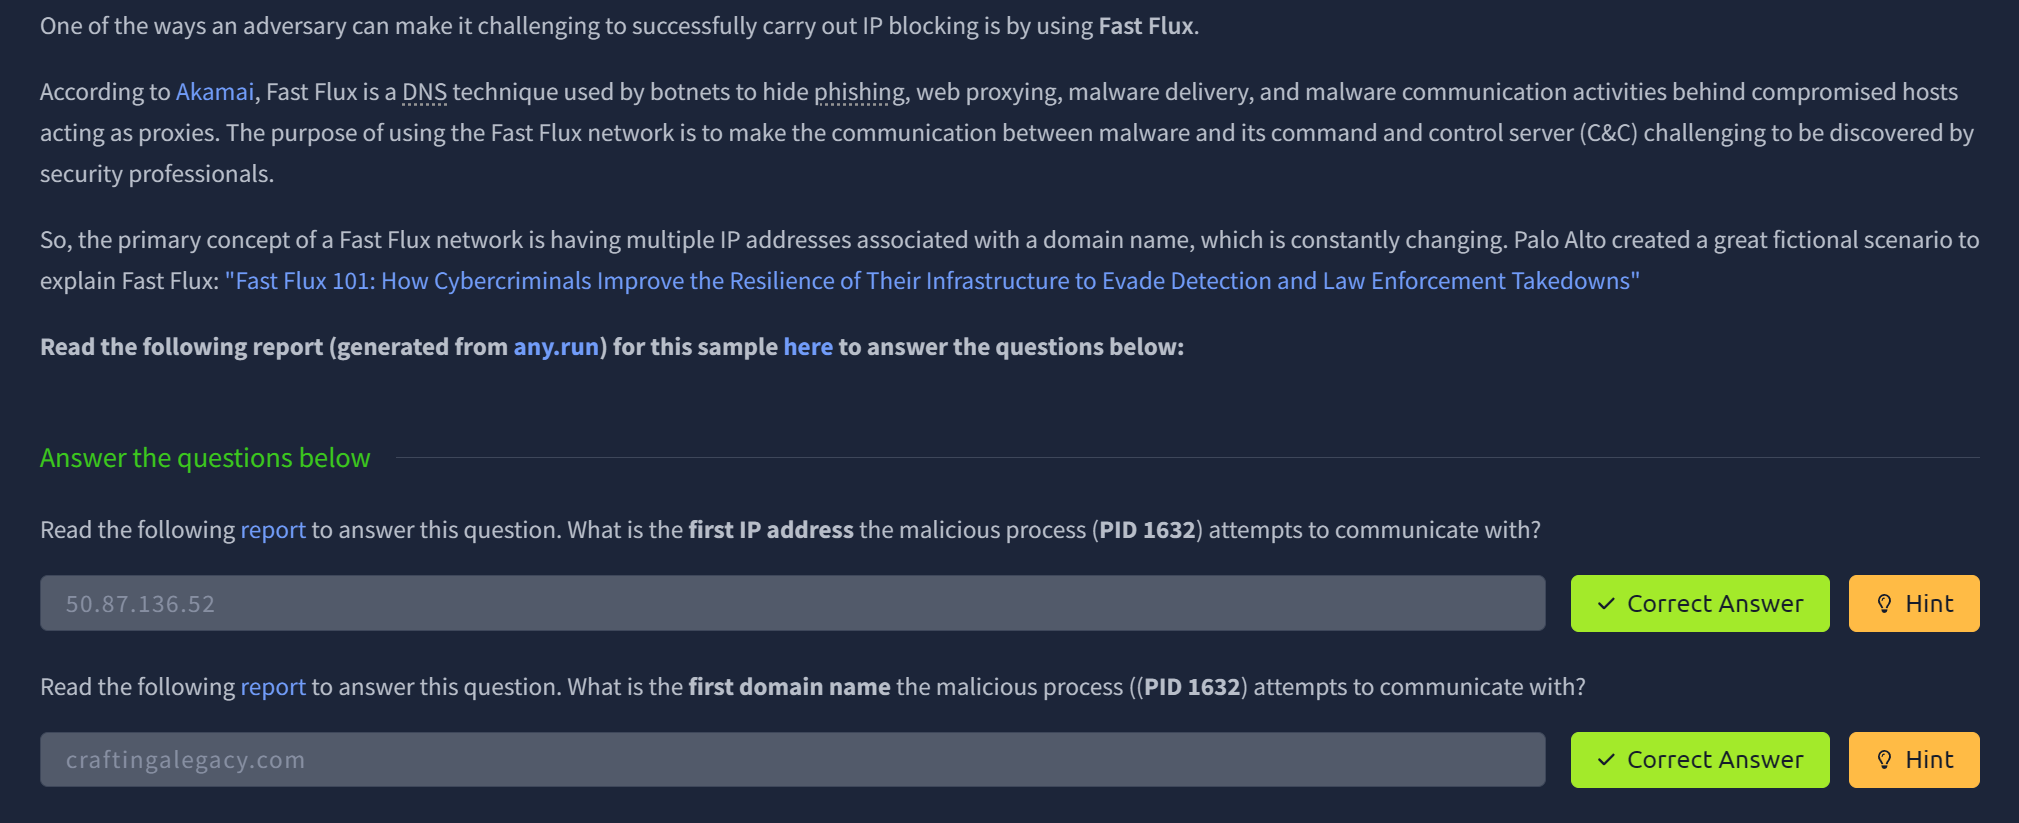 One of the ways an adversary can make it challenging to successfully carry out IP blocking is by using Fast Flux.
According to Akamai, Fast Flux is a DNS technique used by botnets to hide phishing, web proxying, malware delivery, and malware communication activities behind compromised hosts
acting as proxies. The purpose of using the Fast Flux network is to make the communication between malware and its command and control server (C&C) challenging to be discovered by
security professionals.
So, the primary concept of a Fast Flux network is having multiple IP addresses associated with a domain name, which is constantly changing. Palo Alto created a great fictional scenario to
explain Fast Flux: "Fast Flux 101: How Cybercriminals Improve the Resilience of Their Infrastructure to Evade Detection and Law Enforcement Takedowns"
Read the following report (generated from any.run) for this sample here to answer the questions below:
Answer the questions below
Read the following report to answer this question. What is the first IP address the malicious process (PID 1632) attempts to communicate with?
50.87.136.52 Correct Answer Hint
Read the following report to answer this question. What is the first domain name the malicious process ((PID 1632) attempts to communicate with?
craftingalegacy.com Correct Answer Hint